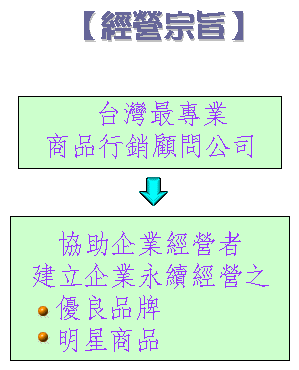 【經營宗旨】
台灣最專業
商品行銷顧問公司
協助企業經營者
建立企業永續經營之
優良品牌
明星商品